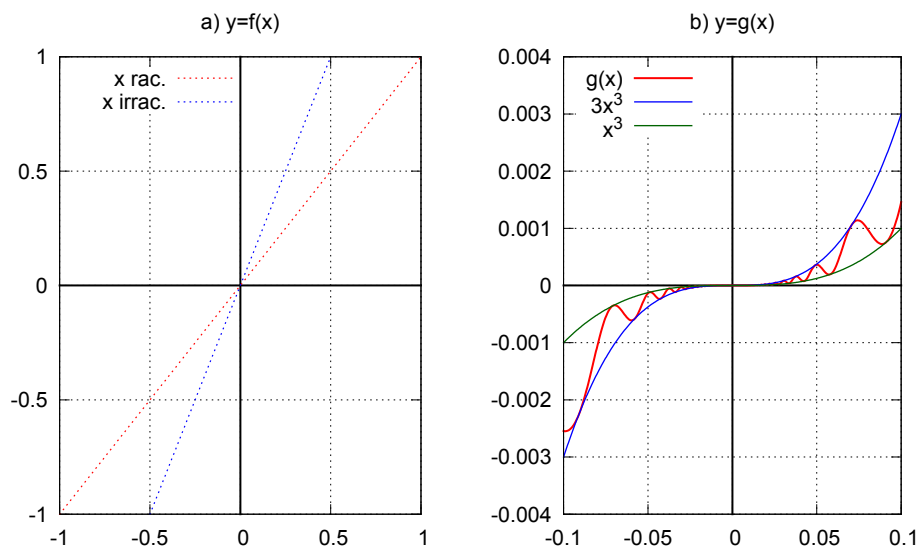 a) y=f(x)
x rac.
x irrac.
1
0.5
0
-0.5
-1
-1 -0.5 0 0.5 1
b) y=g(x)
g(x)
3x³
x³
0.004
0.003
0.002
0.001
0
-0.001
-0.002
-0.003
-0.004
-0.1 -0.05 0 0.05 0.1